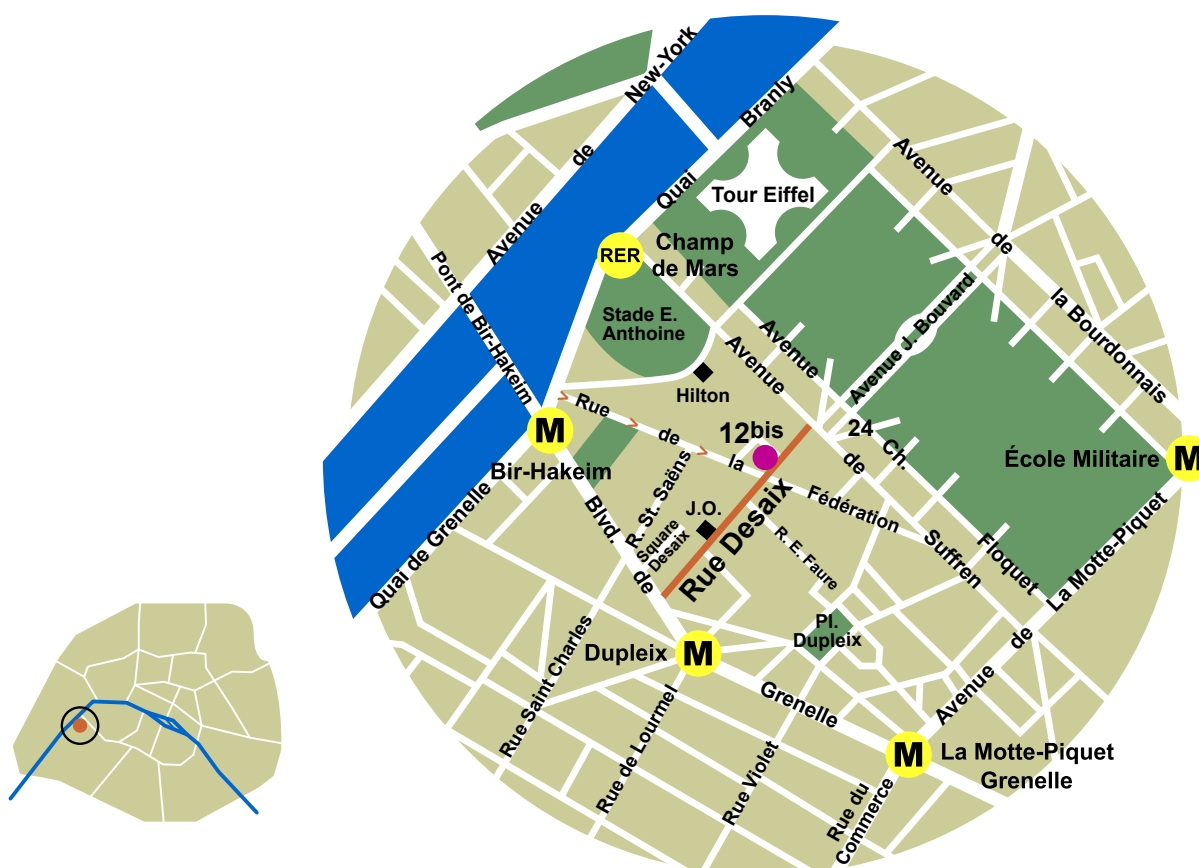 Avenue de New-York
Quai Branly
Tour Eiffel
RER
Champ
de Mars
Avenue de la Bourdonnais
Pont de Bir-Hakeim
Stade E.
Anthoine
Avenue J. Bouvard
Avenue de Suffren
Avenue Ch. Floquet
Hilton
Rue de la Fédération
12bis
24
M
Bir-Hakeim
École Militaire
M
Quai de Grenelle
Blvd. de Grenelle
R. St. Saëns
J.O.
Square
Desaix
Rue Desaix
R. E. Faure
Avenue de La Motte-Piquet
Pl.
Dupleix
Dupleix
M
Rue Saint Charles
Rue de Lourmel
Rue Violet
Rue du
Commerce
M
La Motte-Piquet
Grenelle